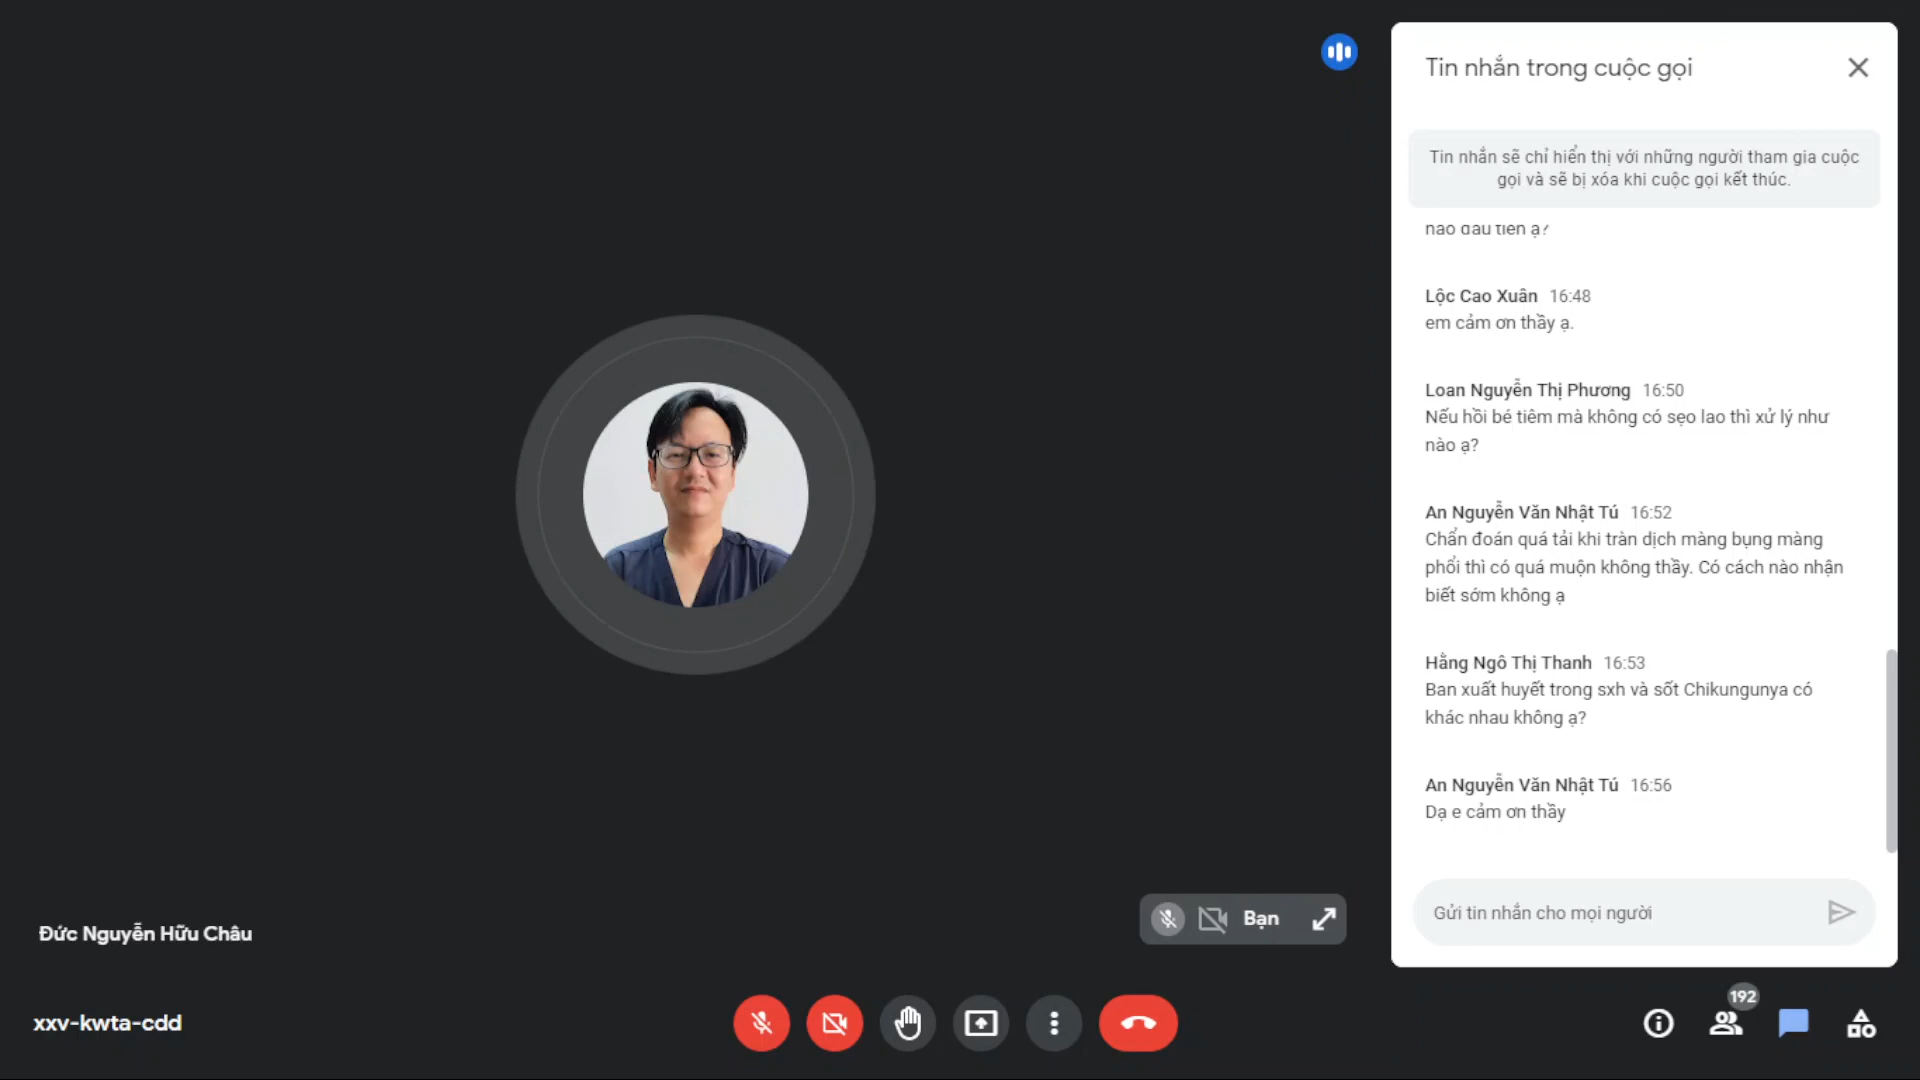 Tin nhắn trong cuộc gọi
Tin nhắn sẽ chỉ hiển thị với những người tham gia cuộc
gọi và sẽ bị xóa khi cuộc gọi kết thúc.
nào đầu tiên ạ?
Lộc Cao Xuân 16:48
em cảm ơn thầy ạ.
Loan Nguyễn Thị Phương 16:50
Nếu hồi bé tiêm mà không có sẹo lao thì xử lý như
nào ạ?
An Nguyễn Văn Nhật Tú 16:52
Chẩn đoán quá tải khi tràn dịch màng bụng màng
phổi thì có quá muộn không thầy. Có cách nào nhận
biết sớm không ạ
Hằng Ngô Thị Thanh 16:53
Ban xuất huyết trong sxh và sốt Chikungunya có
khác nhau không ạ?
An Nguyễn Văn Nhật Tú 16:56
Dạ e cảm ơn thầy
Gửi tin nhắn cho mọi người
Bạn
Đức Nguyễn Hữu Châu
xxv-kwta-cdd
192